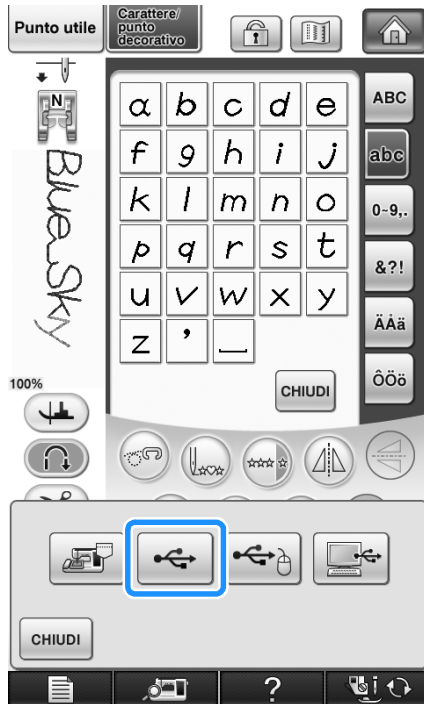 Punto utile
Carattere/
punto
decorativo
N
a b c d e
f g h i j
k l m n o
p q r s t
u v w x y
z ' _
ABC
abc
0~9,.
&?!
ÄÅä
ÔÖö
Blue_Sky
100%
CHIUDI
CHIUDI
?